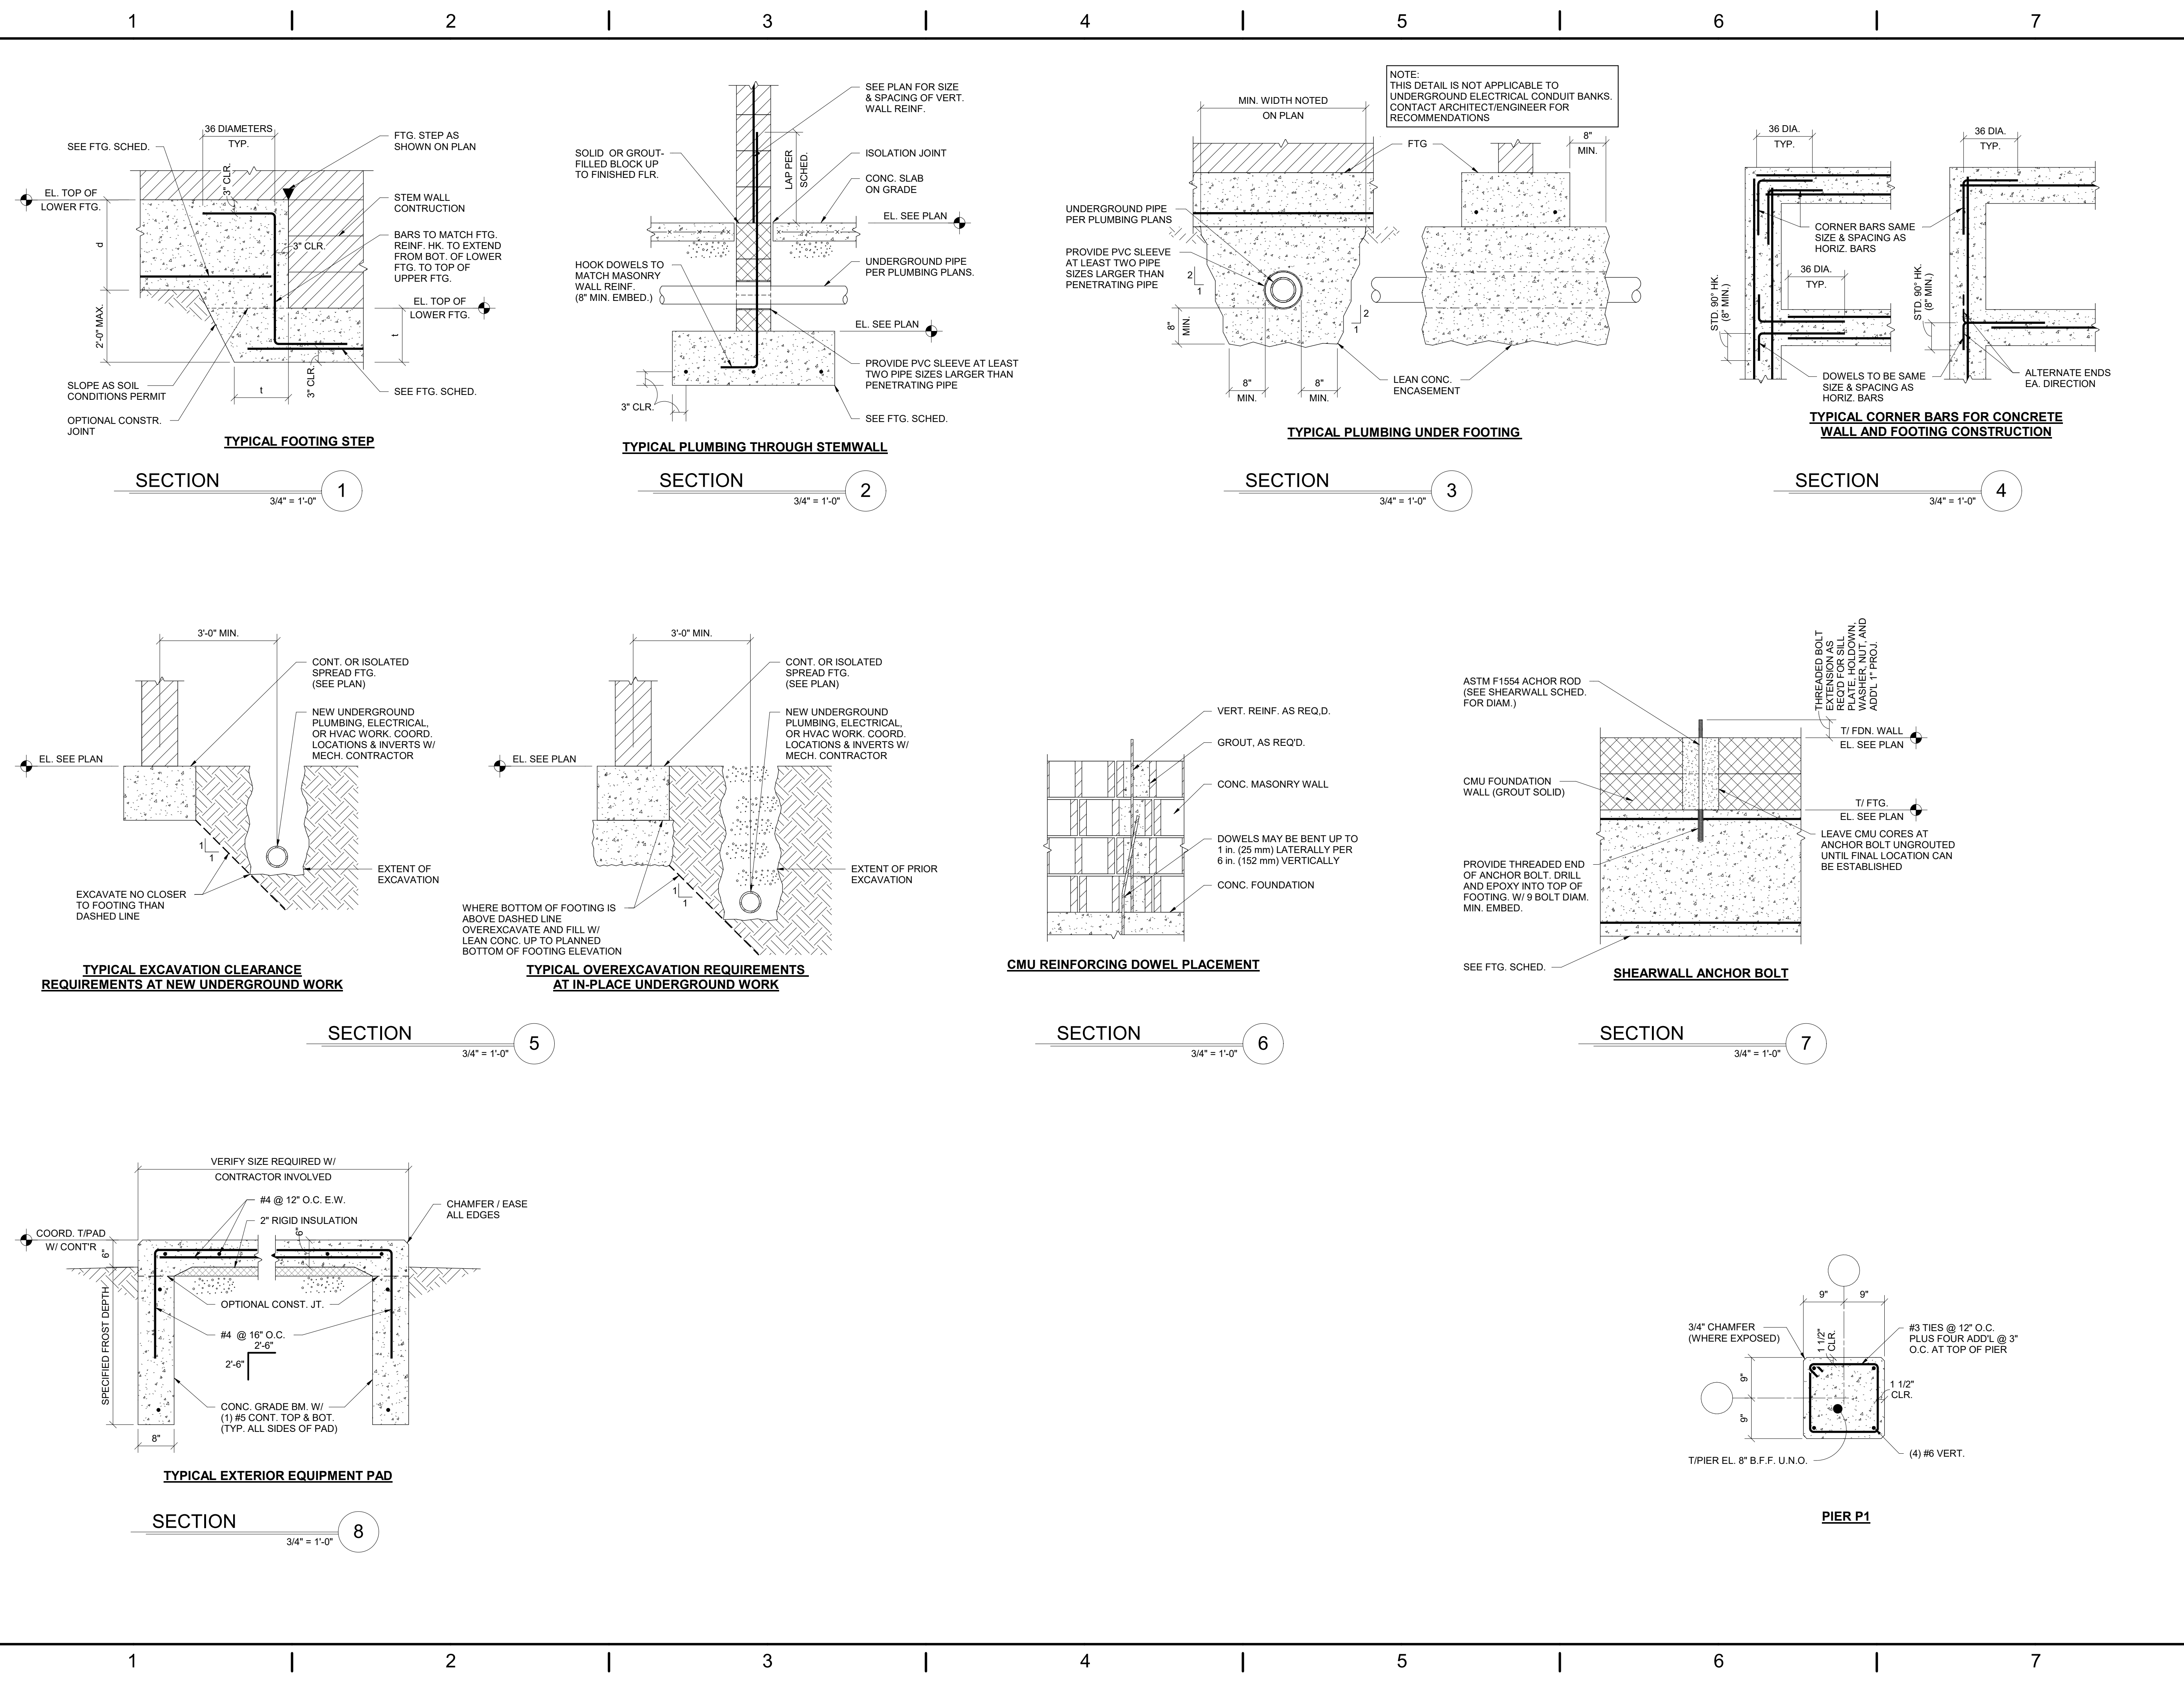 1 2 3 4 5 6 7
36 DIAMETERS
TYP.
SEE FTG. SCHED.
3" CLR.
FTG. STEP AS
SHOWN ON PLAN
EL. TOP OF
LOWER FTG.
STEM WALL
CONTRUCTION
BARS TO MATCH FTG.
REINF. HK. TO EXTEND
FROM BOT. OF LOWER
FTG. TO TOP OF
UPPER FTG.
d
3" CLR.
EL. TOP OF
LOWER FTG.
2'-0" MAX.
t
SLOPE AS SOIL
CONDITIONS PERMIT
t
3" CLR.
SEE FTG. SCHED.
OPTIONAL CONSTR.
JOINT
TYPICAL FOOTING STEP
SECTION
1
3/4" = 1'-0"
SEE PLAN FOR SIZE
& SPACING OF VERT.
WALL REINF.
SOLID OR GROUT-
FILLED BLOCK UP
TO FINISHED FLR.
LAP PER
SCHED.
ISOLATION JOINT
CONC. SLAB
ON GRADE
EL. SEE PLAN
HOOK DOWELS TO
MATCH MASONRY
WALL REINF.
(8" MIN. EMBED.)
UNDERGROUND PIPE
PER PLUMBING PLANS.
EL. SEE PLAN
PROVIDE PVC SLEEVE AT LEAST
TWO PIPE SIZES LARGER THAN
PENETRATING PIPE
3" CLR.
SEE FTG. SCHED.
TYPICAL PLUMBING THROUGH STEMWALL
SECTION
2
3/4" = 1'-0"
NOTE:
THIS DETAIL IS NOT APPLICABLE TO
UNDERGROUND ELECTRICAL CONDUIT BANKS.
CONTACT ARCHITECT/ENGINEER FOR
RECOMMENDATIONS
MIN. WIDTH NOTED
ON PLAN
FTG
8"
MIN.
UNDERGROUND PIPE
PER PLUMBING PLANS
PROVIDE PVC SLEEVE
AT LEAST TWO PIPE
SIZES LARGER THAN
PENETRATING PIPE
2
1
2
1
8"
MIN.
8"
MIN.
8"
MIN.
LEAN CONC.
ENCASEMENT
TYPICAL PLUMBING UNDER FOOTING
SECTION
3
3/4" = 1'-0"
36 DIA.
TYP.
36 DIA.
TYP.
CORNER BARS SAME
SIZE & SPACING AS
HORIZ. BARS
36 DIA.
TYP.
STD. 90° HK.
(8" MIN.)
STD. 90° HK.
(8" MIN.)
DOWELS TO BE SAME
SIZE & SPACING AS
HORIZ. BARS
ALTERNATE ENDS
EA. DIRECTION
TYPICAL CORNER BARS FOR CONCRETE
WALL AND FOOTING CONSTRUCTION
SECTION
4
3/4" = 1'-0"
3'-0" MIN.
CONT. OR ISOLATED
SPREAD FTG.
(SEE PLAN)
NEW UNDERGROUND
PLUMBING, ELECTRICAL,
OR HVAC WORK. COORD.
LOCATIONS & INVERTS W/
MECH. CONTRACTOR
EL. SEE PLAN
1
1
EXTENT OF
EXCAVATION
EXCAVATE NO CLOSER
TO FOOTING THAN
DASHED LINE
TYPICAL EXCAVATION CLEARANCE
REQUIREMENTS AT NEW UNDERGROUND WORK
3'-0" MIN.
CONT. OR ISOLATED
SPREAD FTG.
(SEE PLAN)
NEW UNDERGROUND
PLUMBING, ELECTRICAL,
OR HVAC WORK. COORD.
LOCATIONS & INVERTS W/
MECH. CONTRACTOR
EL. SEE PLAN
1
1
EXTENT OF PRIOR
EXCAVATION
WHERE BOTTOM OF FOOTING IS
ABOVE DASHED LINE
OVEREXCAVATE AND FILL W/
LEAN CONC. UP TO PLANNED
BOTTOM OF FOOTING ELEVATION
TYPICAL OVEREXCAVATION REQUIREMENTS
AT IN-PLACE UNDERGROUND WORK
SECTION
5
3/4" = 1'-0"
VERT. REINF. AS REQ,D.
GROUT, AS REQ'D.
CONC. MASONRY WALL
DOWELS MAY BE BENT UP TO
1 in. (25 mm) LATERALLY PER
6 in. (152 mm) VERTICALLY
CONC. FOUNDATION
CMU REINFORCING DOWEL PLACEMENT
SECTION
6
3/4" = 1'-0"
THREADED BOLT
EXTENSION AS
REQ'D FOR SILL
PLATE, HOLDOWN,
WASHER, NUT, AND
ADD'L 1" PROJ.
ASTM F1554 ACHOR ROD
(SEE SHEARWALL SCHED.
FOR DIAM.)
T/ FDN. WALL
EL. SEE PLAN
CMU FOUNDATION
WALL (GROUT SOLID)
T/ FTG.
EL. SEE PLAN
LEAVE CMU CORES AT
ANCHOR BOLT UNGROUTED
UNTIL FINAL LOCATION CAN
BE ESTABLISHED
PROVIDE THREADED END
OF ANCHOR BOLT. DRILL
AND EPOXY INTO TOP OF
FOOTING. W/ 9 BOLT DIAM.
MIN. EMBED.
SEE FTG. SCHED.
SHEARWALL ANCHOR BOLT
SECTION
7
3/4" = 1'-0"
VERIFY SIZE REQUIRED W/
CONTRACTOR INVOLVED
#4 @ 12" O.C. E.W.
2" RIGID INSULATION
CHAMFER / EASE
ALL EDGES
COORD. T/PAD
W/ CONT'R
6"
6"
SPECIFIED FROST DEPTH
OPTIONAL CONST. JT.
#4 @ 16" O.C.
2'-6"
2'-6"
CONC. GRADE BM. W/
(1) #5 CONT. TOP & BOT.
(TYP. ALL SIDES OF PAD)
8"
TYPICAL EXTERIOR EQUIPMENT PAD
SECTION
8
3/4" = 1'-0"
9" 9"
3/4" CHAMFER
(WHERE EXPOSED)
1 1/2"
CLR.
#3 TIES @ 12" O.C.
PLUS FOUR ADD'L @ 3"
O.C. AT TOP OF PIER
9"
9"
1 1/2"
CLR.
(4) #6 VERT.
T/PIER EL. 8" B.F.F. U.N.O.
PIER P1
1 2 3 4 5 6 7